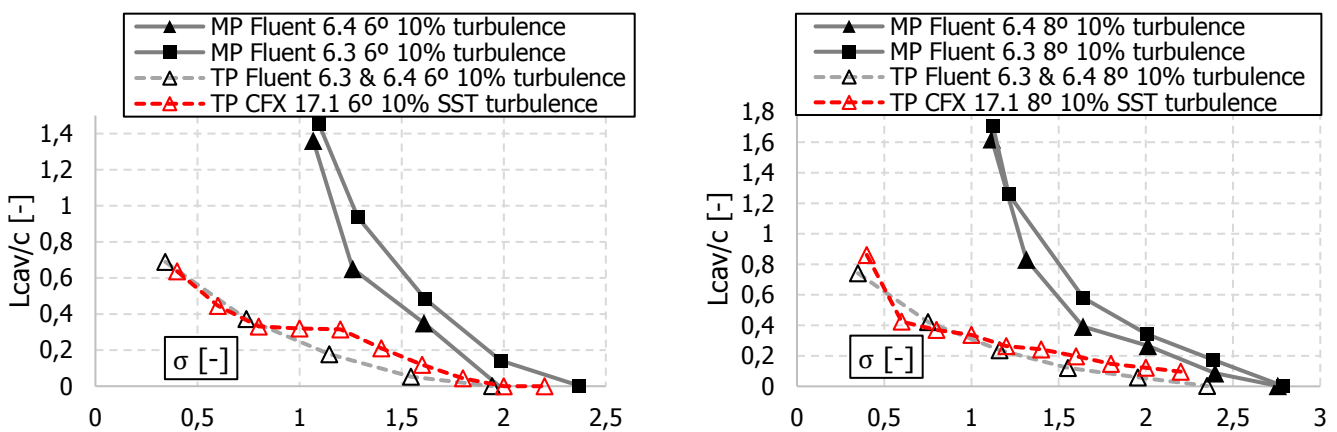 MP Fluent 6.4 6º 10% turbulence
MP Fluent 6.3 6º 10% turbulence
TP Fluent 6.3 & 6.4 6º 10% turbulence
TP CFX 17.1 6º 10% SST turbulence
1,4
1,2
1
0,8
0,6
0,4
0,2
0
Lcav/c [-]
σ [-]
0
0,5
1
1,5
2
2,5
MP Fluent 6.4 8º 10% turbulence
MP Fluent 6.3 8º 10% turbulence
TP Fluent 6.3 & 6.4 8º 10% turbulence
TP CFX 17.1 8º 10% SST turbulence
1,8
1,6
1,4
1,2
1
0,8
0,6
0,4
0,2
0
Lcav/c [-]
σ [-]
0
0,5
1
1,5
2
2,5
3